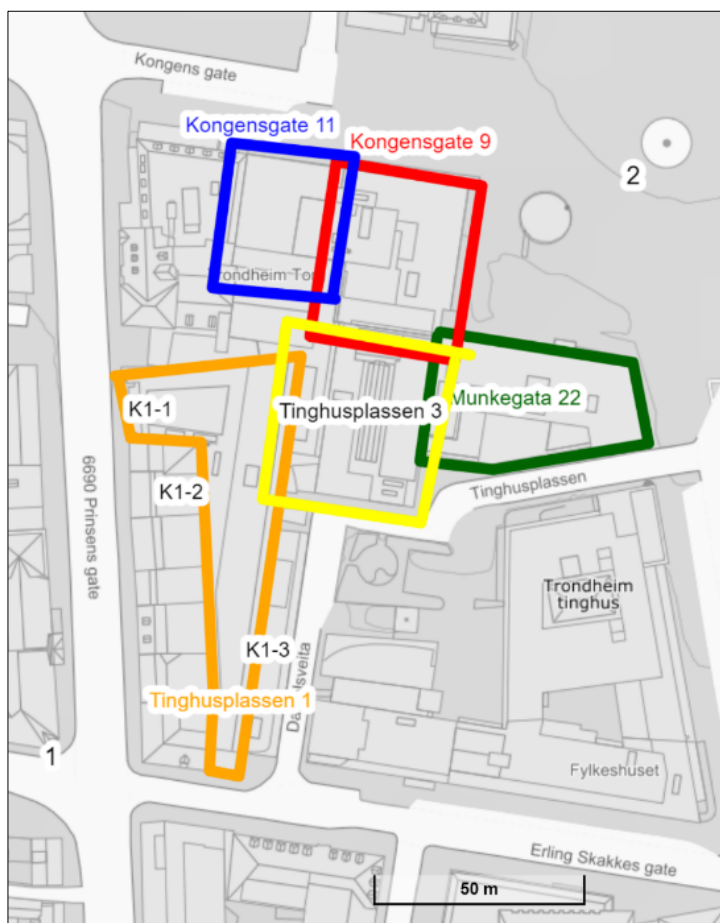 Kongens gate
Kongensgate 11
Kongensgate 9
2
Trondheim Tor
K1-1
Tinghusplassen 3
Munkegata 22
K1-2
Tinghusplassen
6690 Prinsens gate
Trondheim
tinghus
K1-3
Tinghusplassen 1
1
Fylkeshuset
Erling Skakkes gate
50 m